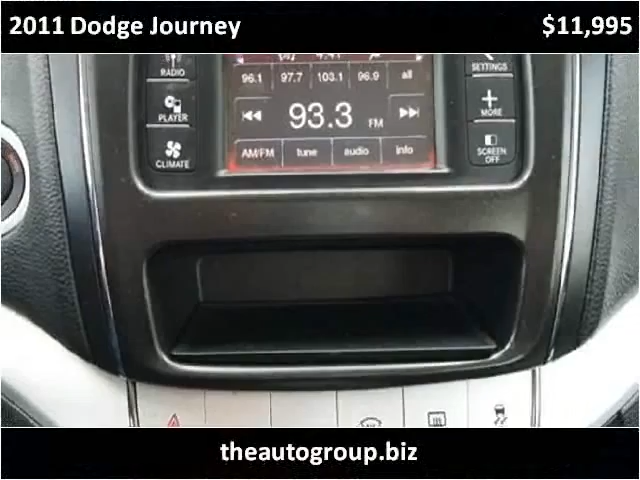 2011 Dodge Journey $11,995
RADIO SETTINGS
96.1 97.7 103.1 96.9 all
PLAYER 93.3 FM MORE
CLIMATE AM/FM tune audio info SCREEN OFF
theautogroup.biz